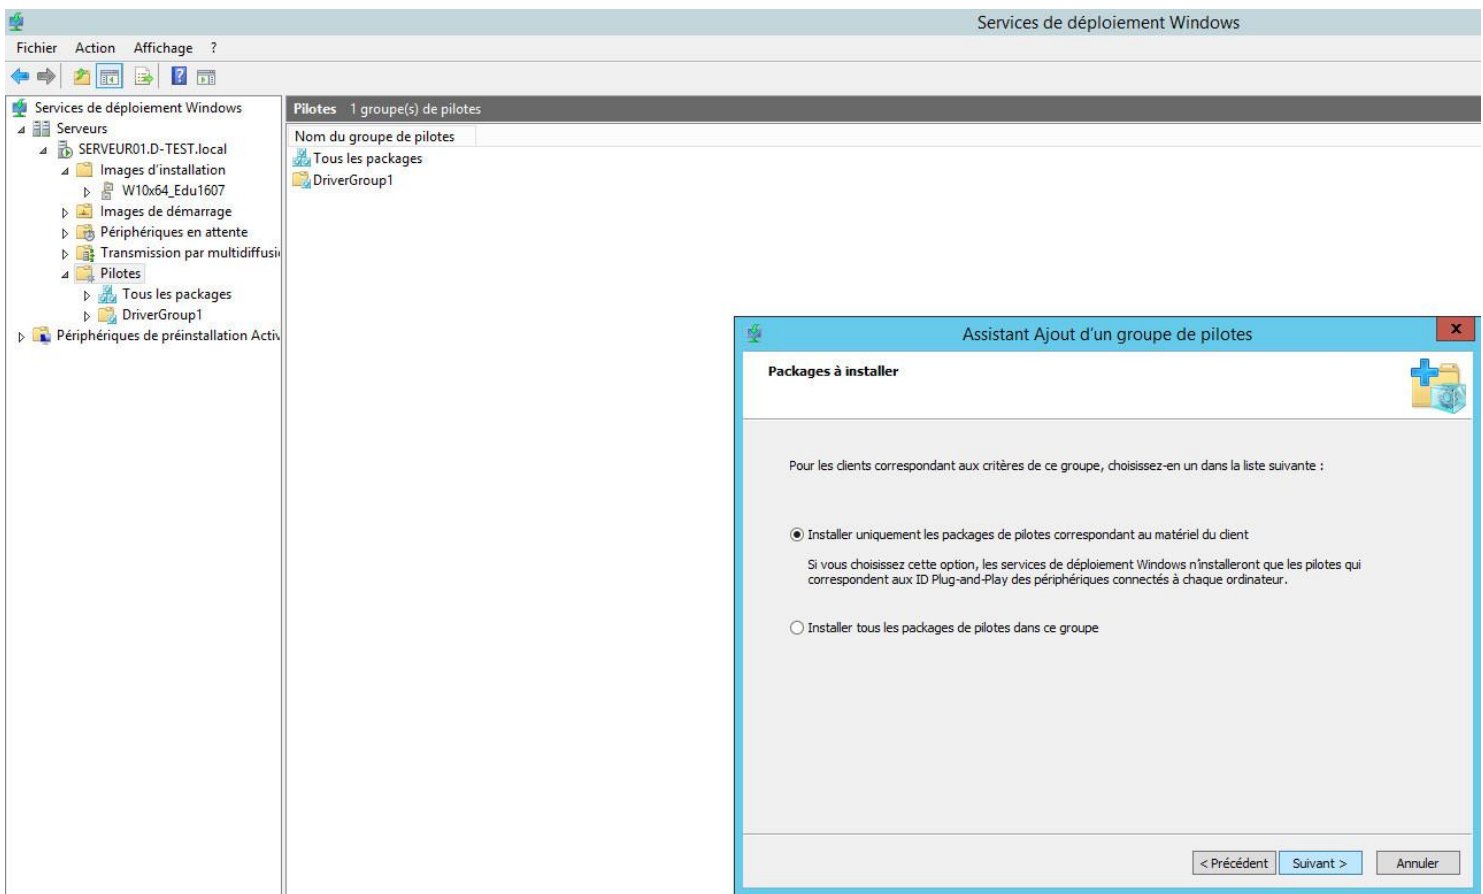 Services de déploiement Windows
Fichier Action Affichage ?
Services de déploiement Windows
Serveurs
SERVEUR01.D-TEST.local
Images d'installation
W10x64_Edu1607
Images de démarrage
Périphériques en attente
Transmission par multidiffusi
Pilotes
Tous les packages
DriverGroup1
Périphériques de préinstallation Activ
Pilotes 1 groupe(s) de pilotes
Nom du groupe de pilotes
Tous les packages
DriverGroup1
Assistant Ajout d'un groupe de pilotes
x
Packages à installer
Pour les clients correspondant aux critères de ce groupe, choisissez-en un dans la liste suivante :
Installer uniquement les packages de pilotes correspondant au matériel du client
Si vous choisissez cette option, les services de déploiement Windows n'installeront que les pilotes qui
correspondent aux ID Plug-and-Play des périphériques connectés à chaque ordinateur.
Installer tous les packages de pilotes dans ce groupe
< Précédent Suivant > Annuler